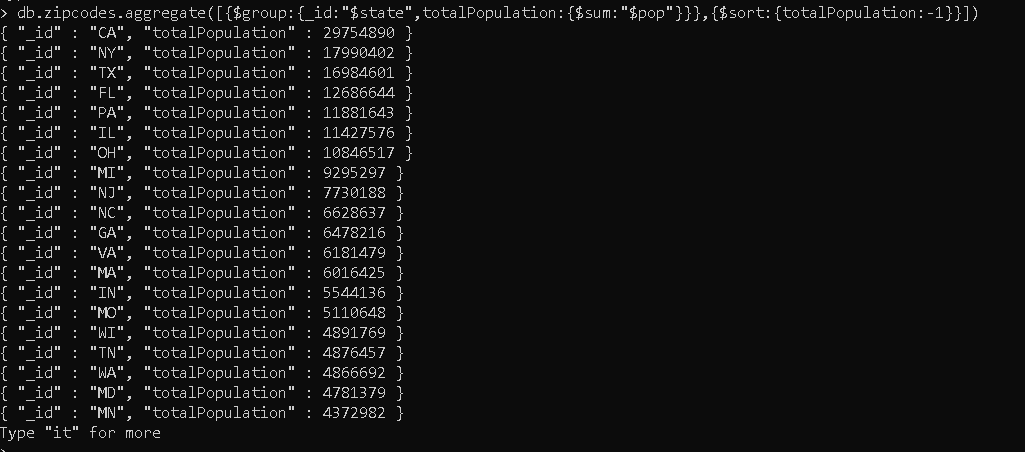 > db.zipcodes.aggregate([{$group:{_id:"$state",totalPopulation:{$sum:"$pop"}}},{$sort:{totalPopulation:-1}}])
{ "_id" : "CA", "totalPopulation" : 29754890 }
{ "_id" : "NY", "totalPopulation" : 17990402 }
{ "_id" : "TX", "totalPopulation" : 16984601 }
{ "_id" : "FL", "totalPopulation" : 12686644 }
{ "_id" : "PA", "totalPopulation" : 11881643 }
{ "_id" : "IL", "totalPopulation" : 11427576 }
{ "_id" : "OH", "totalPopulation" : 10846517 }
{ "_id" : "MI", "totalPopulation" : 9295297 }
{ "_id" : "NJ", "totalPopulation" : 7730188 }
{ "_id" : "NC", "totalPopulation" : 6628637 }
{ "_id" : "GA", "totalPopulation" : 6478216 }
{ "_id" : "VA", "totalPopulation" : 6181479 }
{ "_id" : "MA", "totalPopulation" : 6016425 }
{ "_id" : "IN", "totalPopulation" : 5544136 }
{ "_id" : "MO", "totalPopulation" : 5110648 }
{ "_id" : "WI", "totalPopulation" : 4891769 }
{ "_id" : "TN", "totalPopulation" : 4876457 }
{ "_id" : "WA", "totalPopulation" : 4866692 }
{ "_id" : "MD", "totalPopulation" : 4781379 }
{ "_id" : "MN", "totalPopulation" : 4372982 }
Type "it" for more